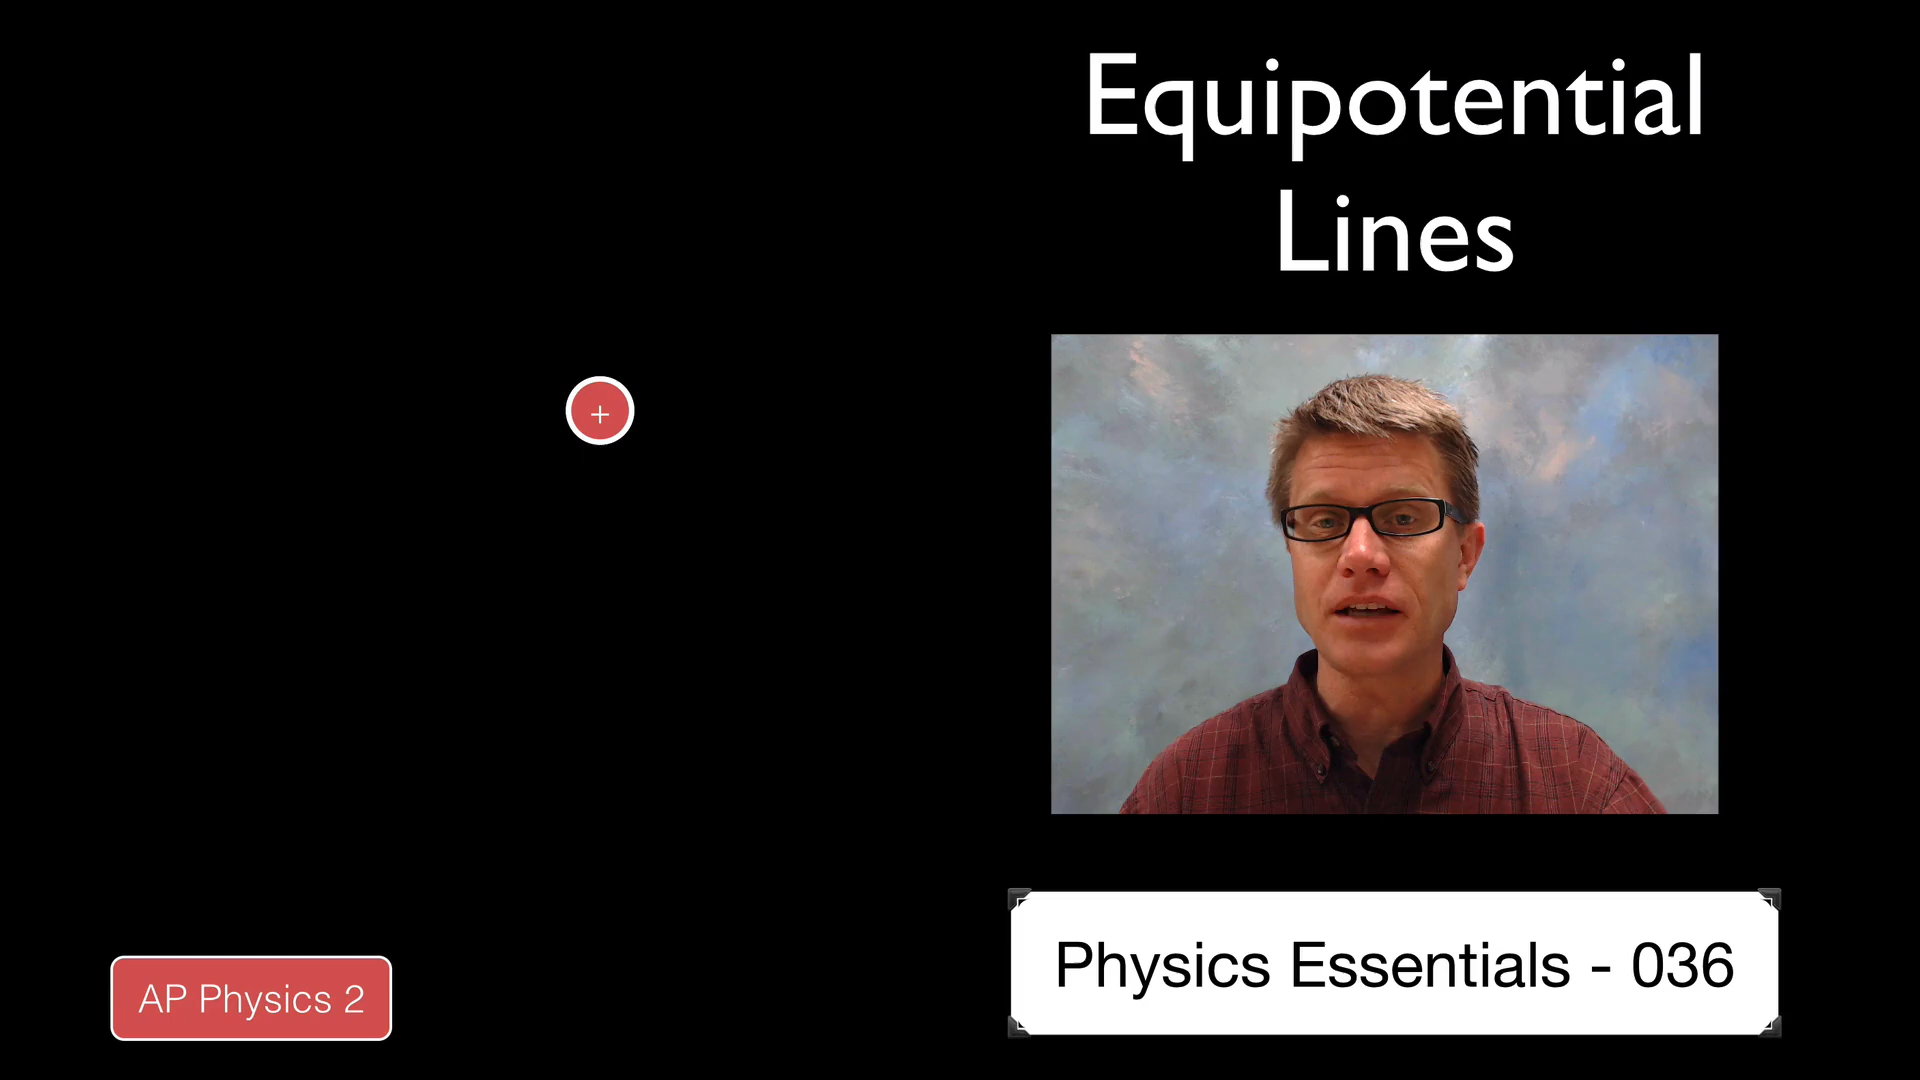 Equipotential
Lines
+
Physics Essentials - 036
AP Physics 2